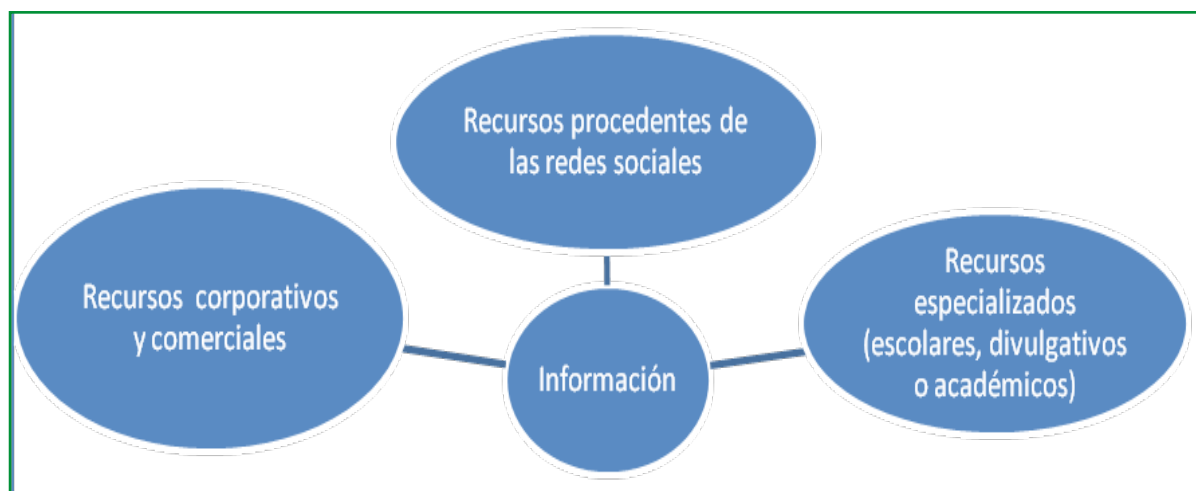 Recursos procedentes de
las redes sociales
Recursos corporativos
y comerciales
Recursos
especializados
(escolares, divulgativos
o académicos)
Información